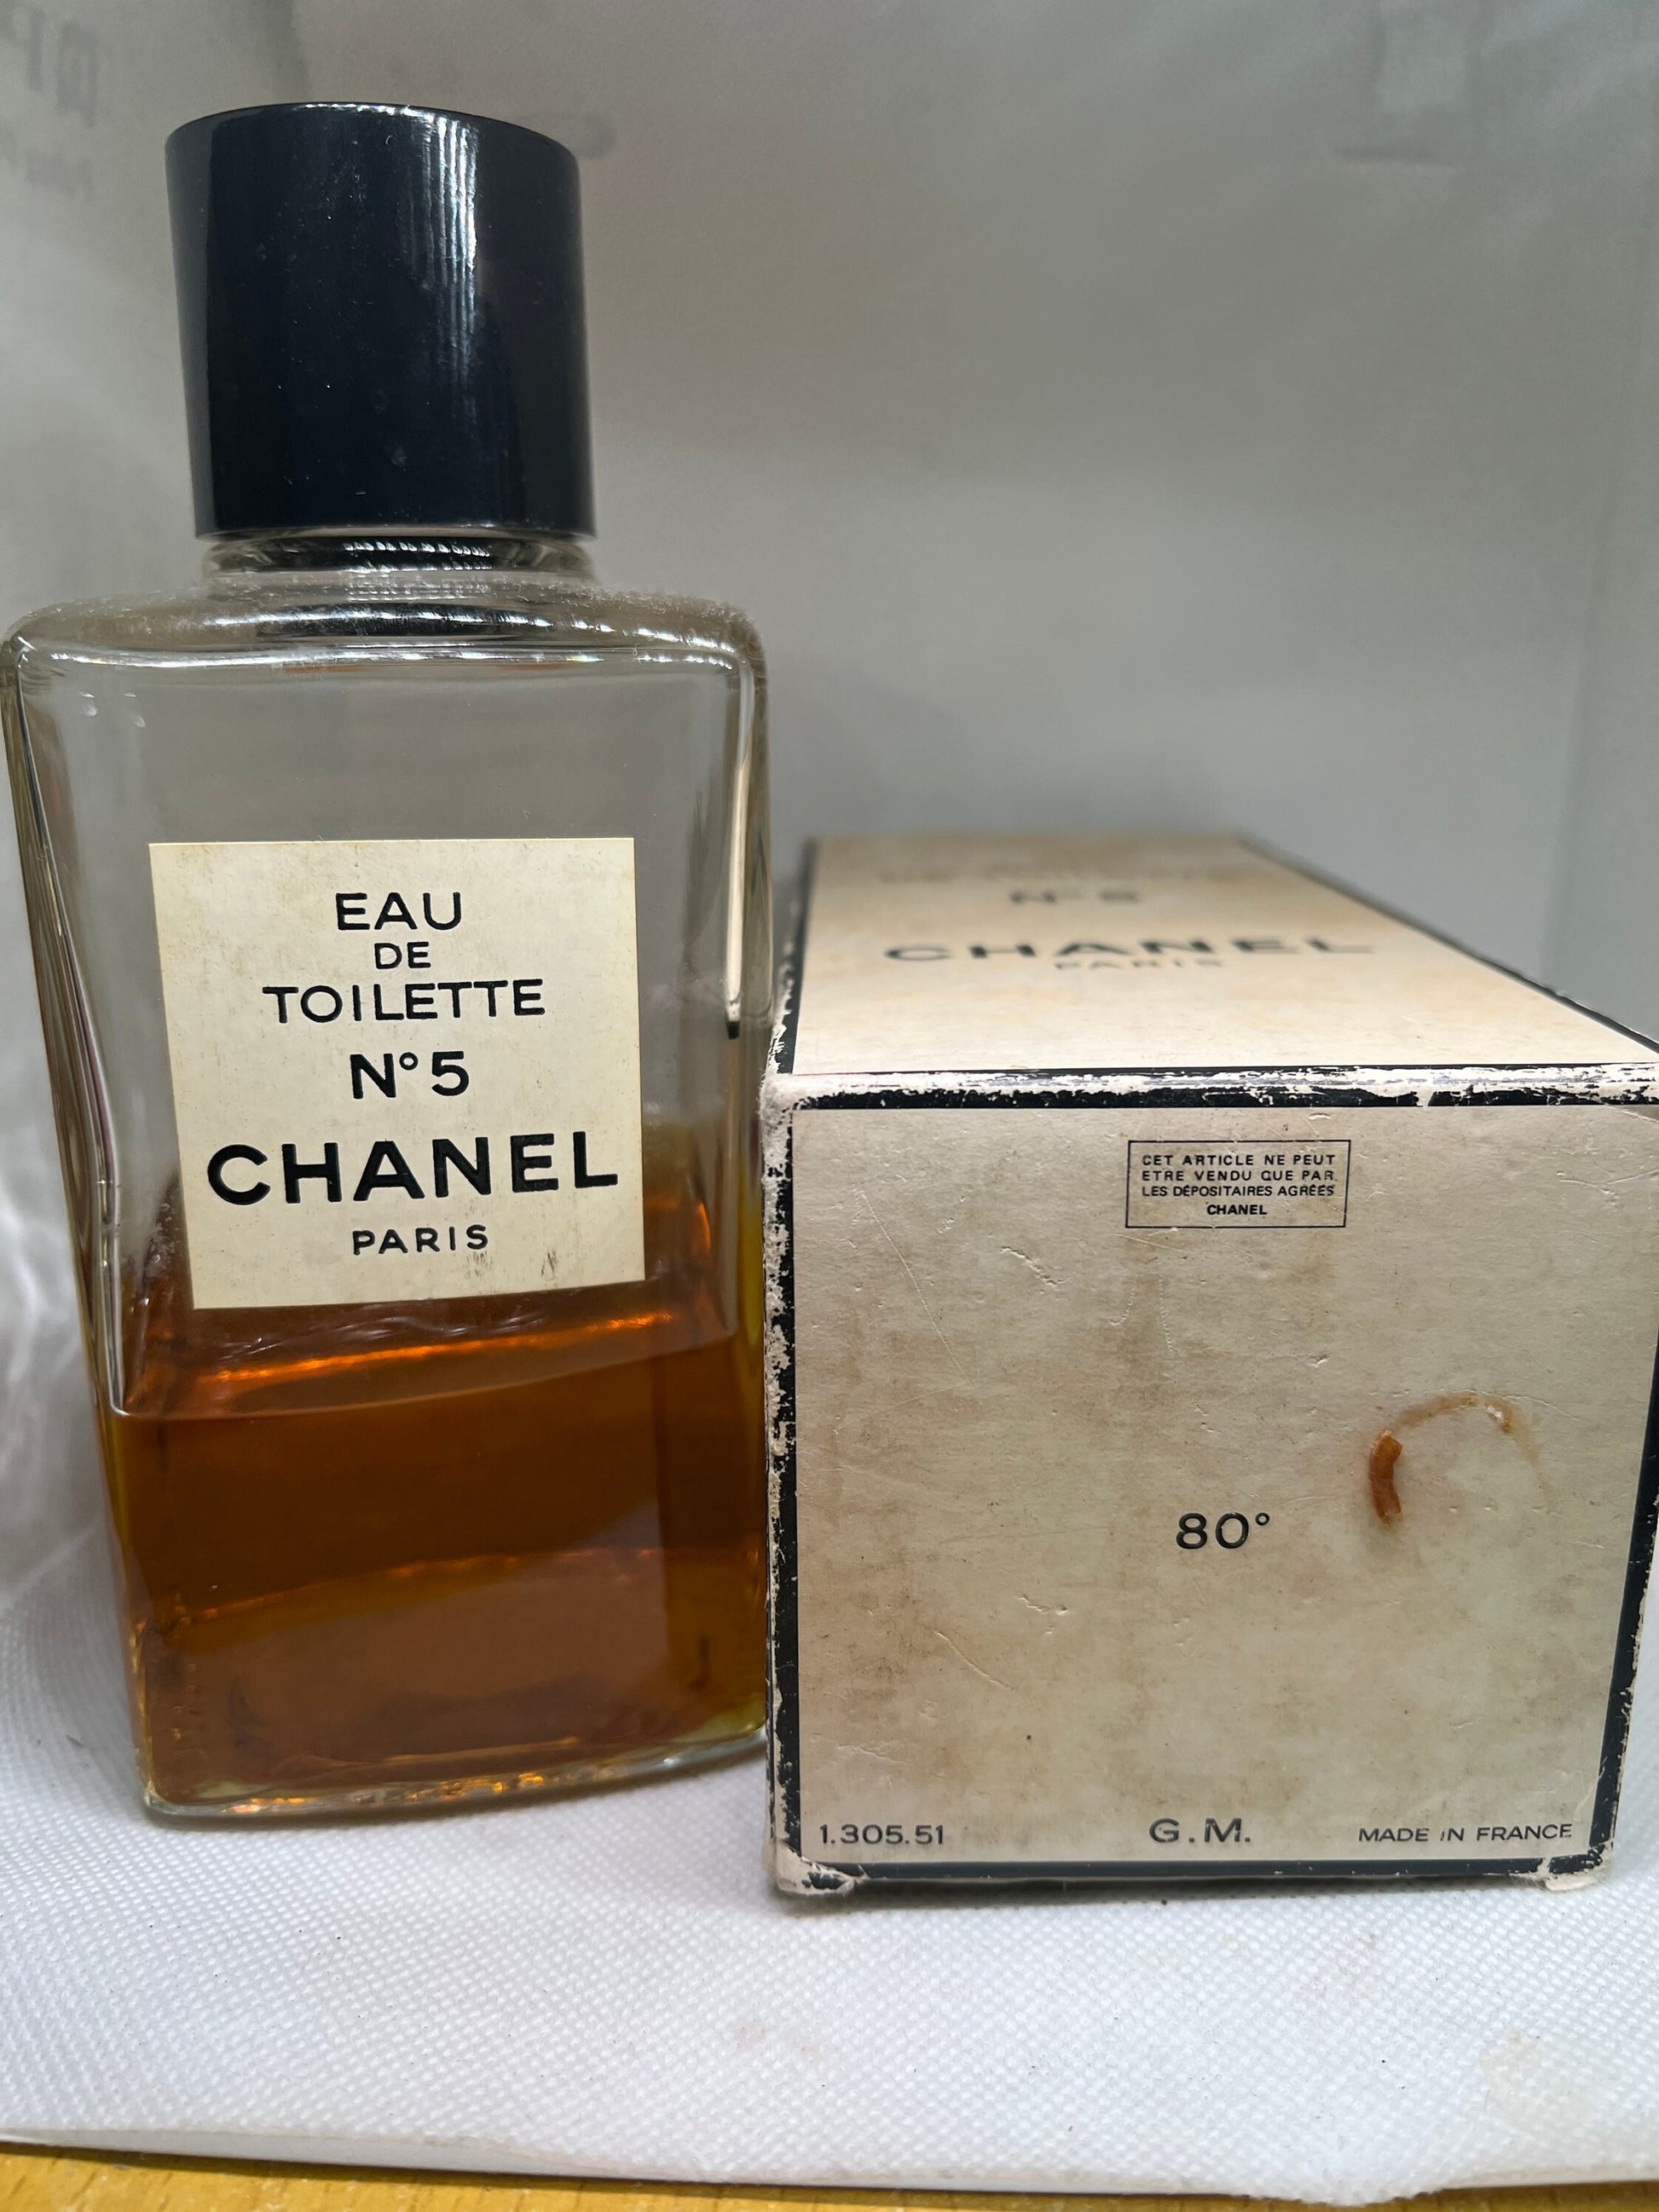 EAU
DE
TOILETTE
N°5
CHANEL
PARIS
N°5
CHANEL
PARIS
CET ARTICLE NE PEUT
ETRE VENDU QUE PAR
LES DÉPOSITAIRES AGRÉÉS
CHANEL
80°
1.305.51
G.M.
MADE IN FRANCE